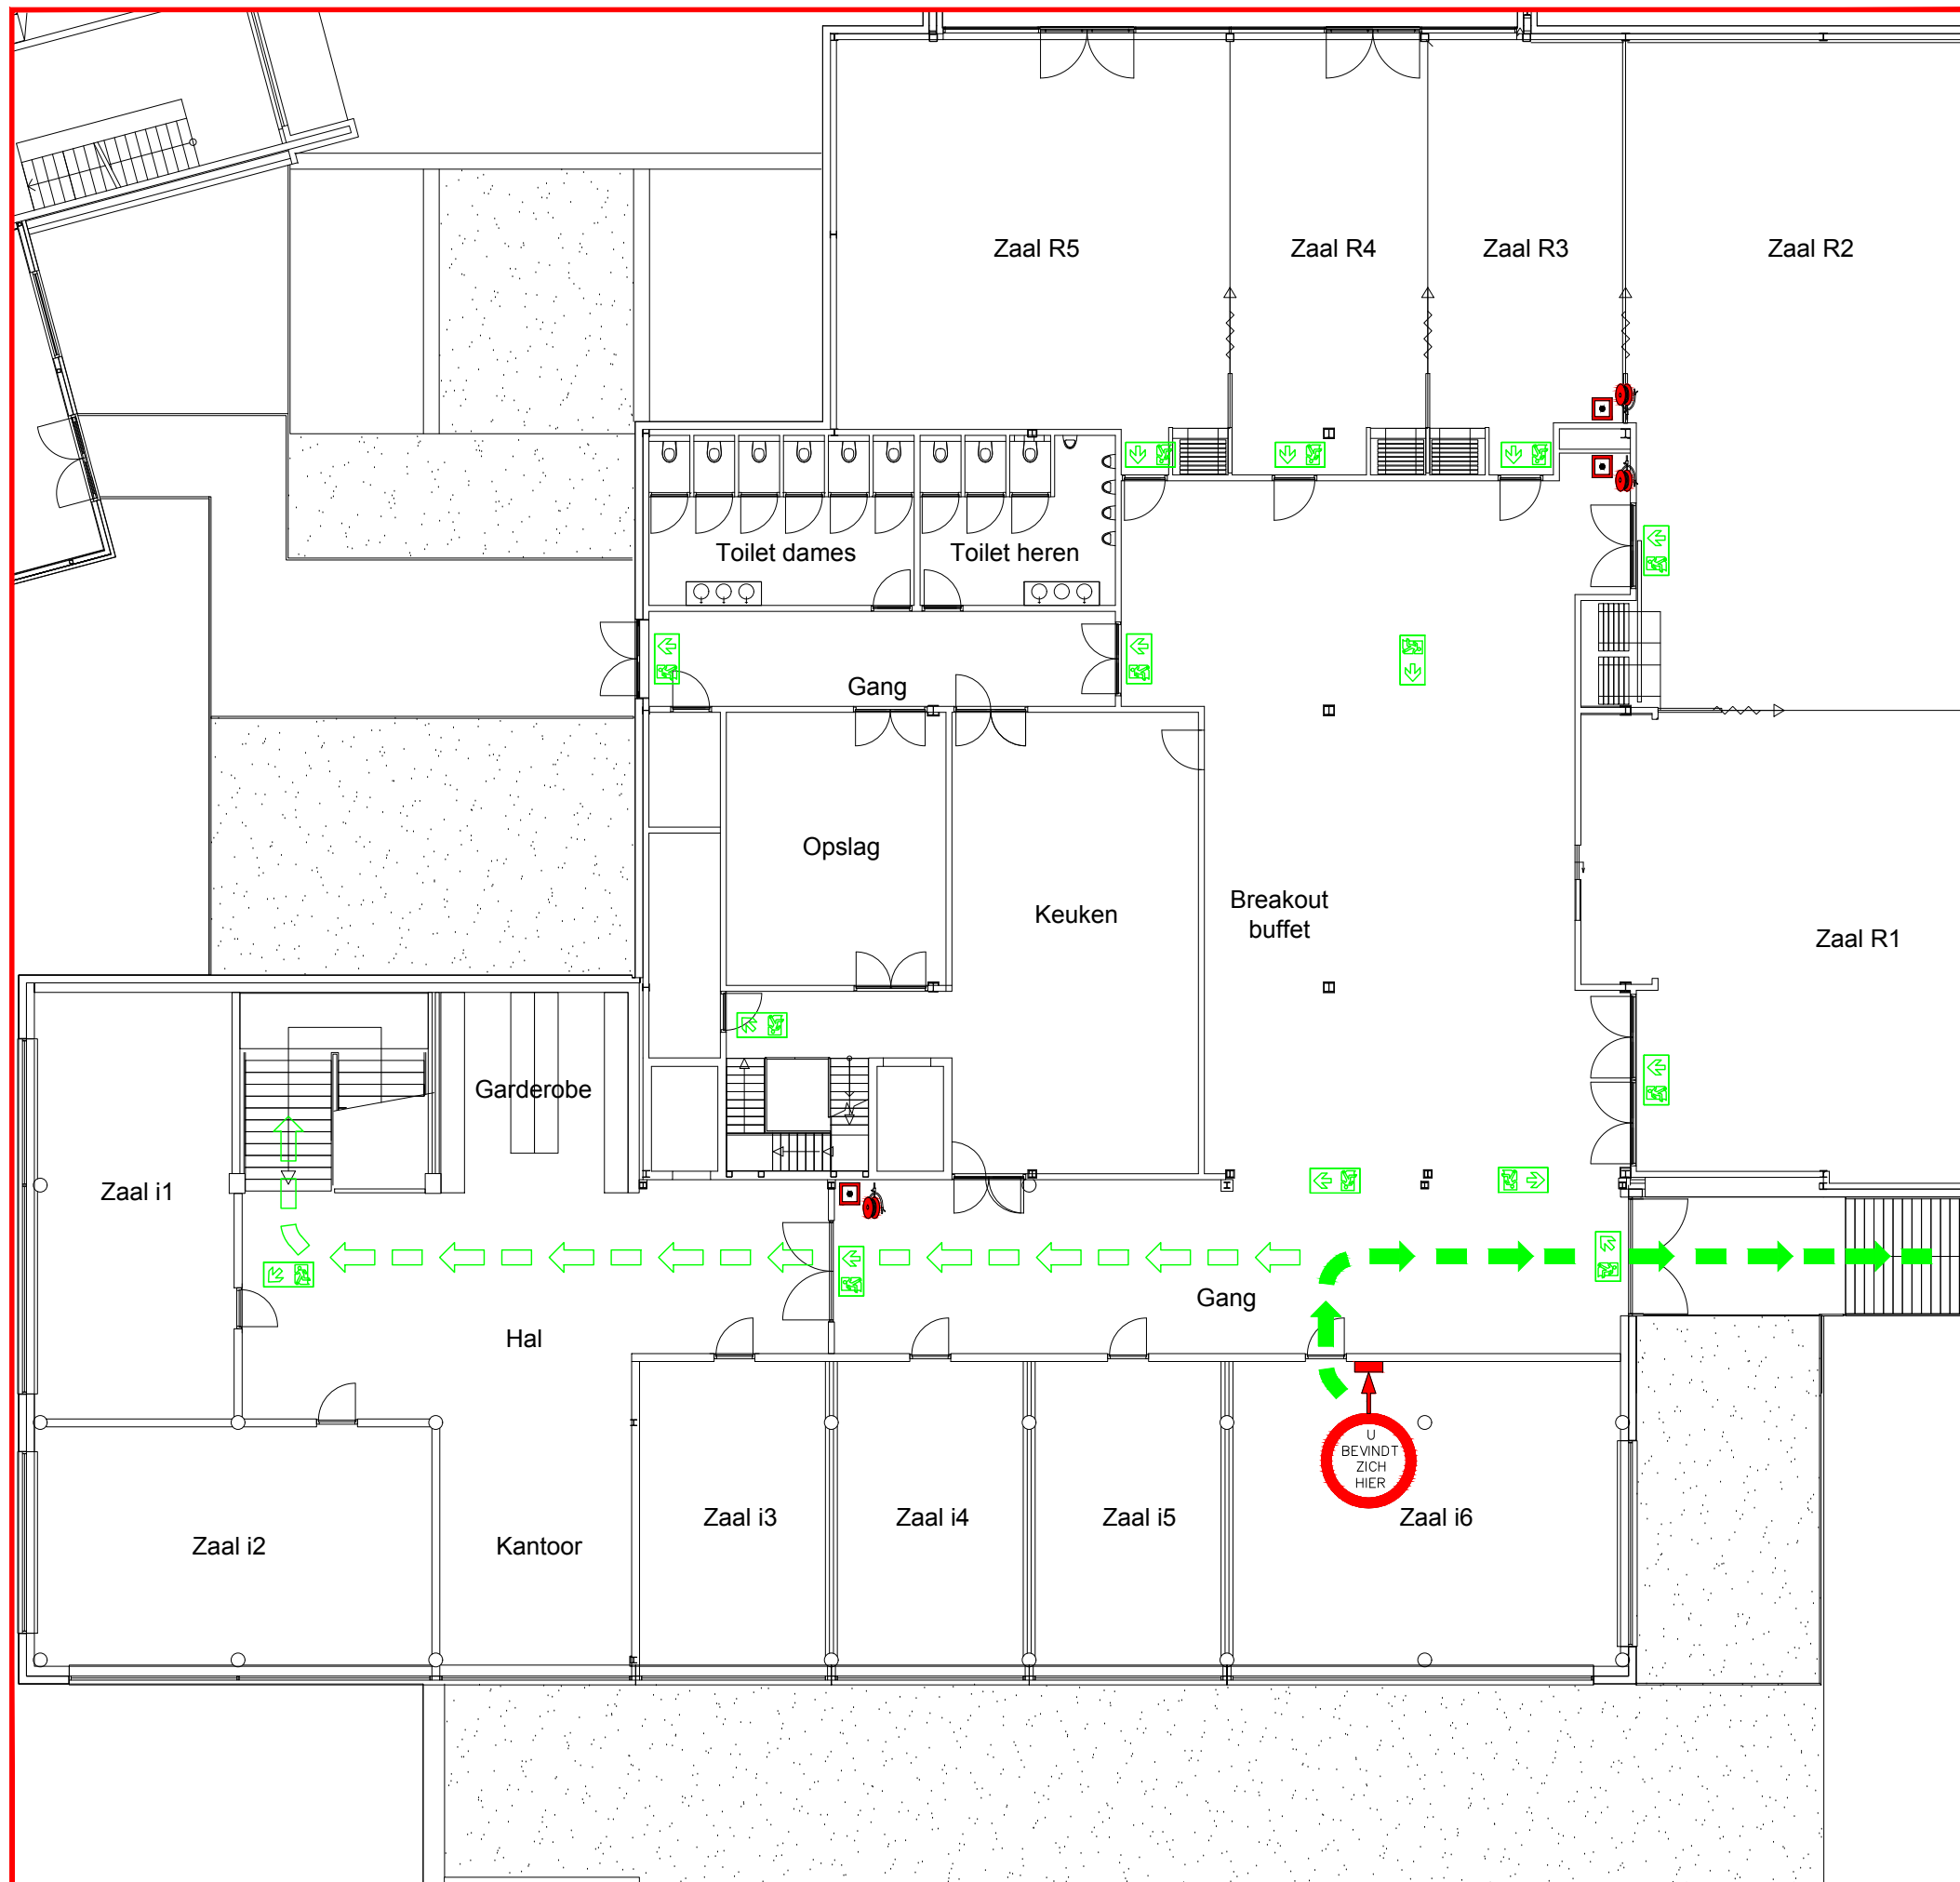 Zaal R5
Zaal R4
Zaal R3
Zaal R2
Toilet dames
Toilet heren
Gang
Opslag
Keuken
Breakout
buffet
Zaal R1
Garderobe
Zaal i1
Gang
Hal
U
BEVINDT
ZICH
HIER
Zaal i2
Kantoor
Zaal i3
Zaal i4
Zaal i5
Zaal i6